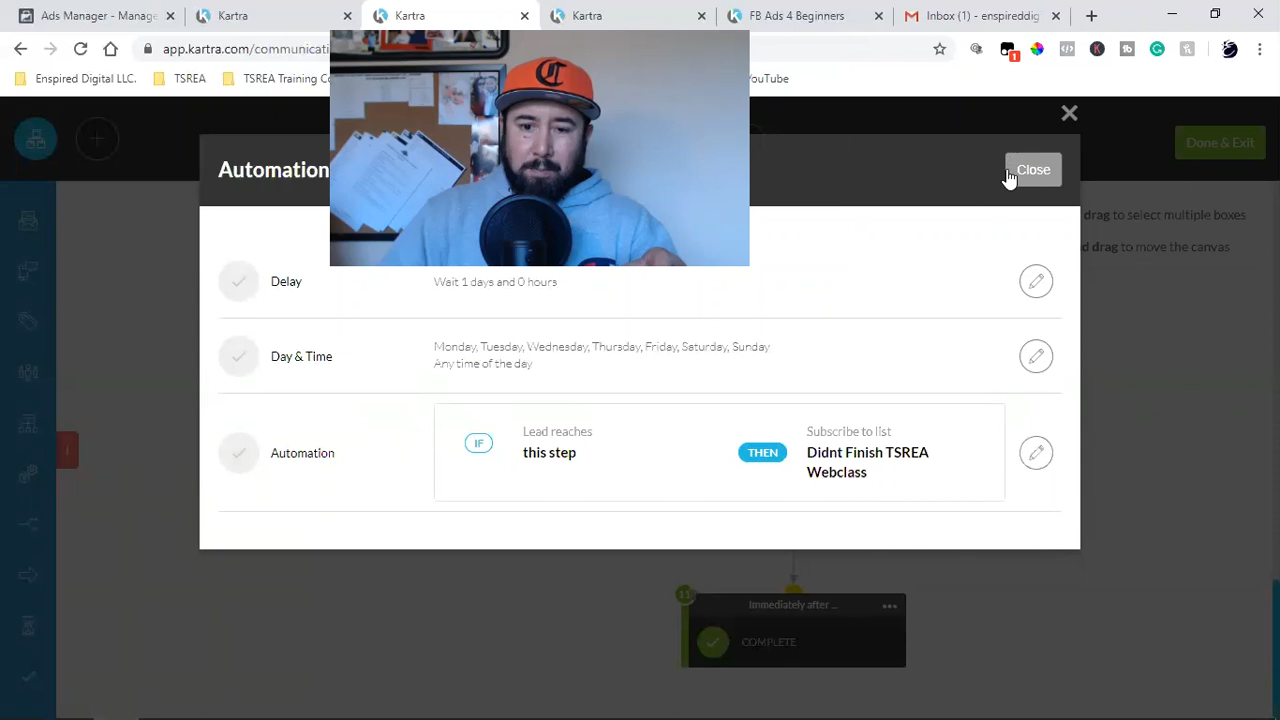 Ads Manager - Manage
Kartra
Kartra
Kartra
FB Ads 4 Beginners
Inbox (1) - enspireddig
app.kartra.com/communicati
1
Enspired Digital LLC.
TSREA
TSREA Training Co
YouTube
Done & Exit
Automation
Close
drag to select multiple boxes
d drag to move the canvas
Delay
Wait 1 days and 0 hours
Day & Time
Monday, Tuesday, Wednesday, Thursday, Friday, Saturday, Sunday
Any time of the day
Automation
IF
Lead reaches
this step
THEN
Subscribe to list
Didnt Finish TSREA
Webclass
11
Immediately after ...
COMPLETE